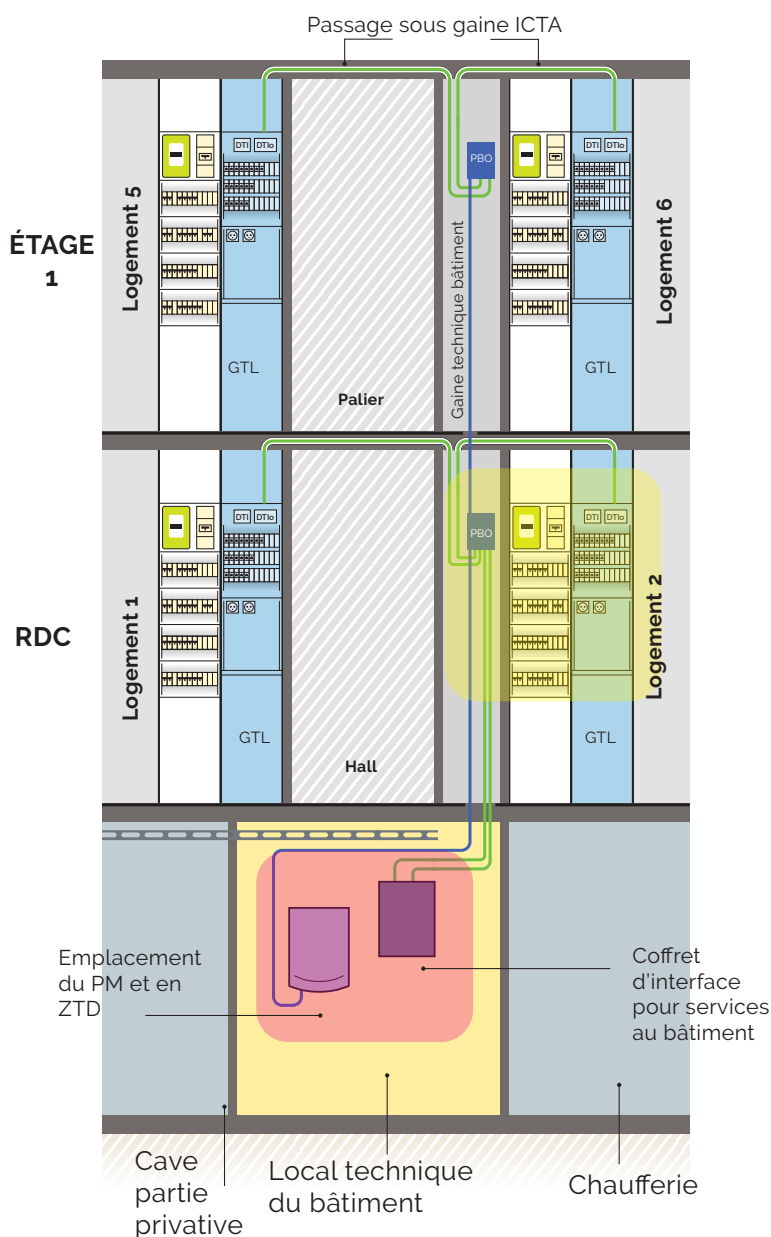 Passage sous gaine ICTA
ÉTAGE
1
Logement 5
DTI
DTIo
GTL
Palier
Gaine technique bâtiment
PBO
DTI
DTIo
GTL
Logement 6
RDC
Logement 1
DTI
DTIo
GTL
Hall
PBO
DTI
DTIo
GTL
Logement 2
Emplacement
du PM et en
ZTD
Coffret
d'interface
pour services
au bâtiment
Cave
partie
privative
Local technique
du bâtiment
Chaufferie